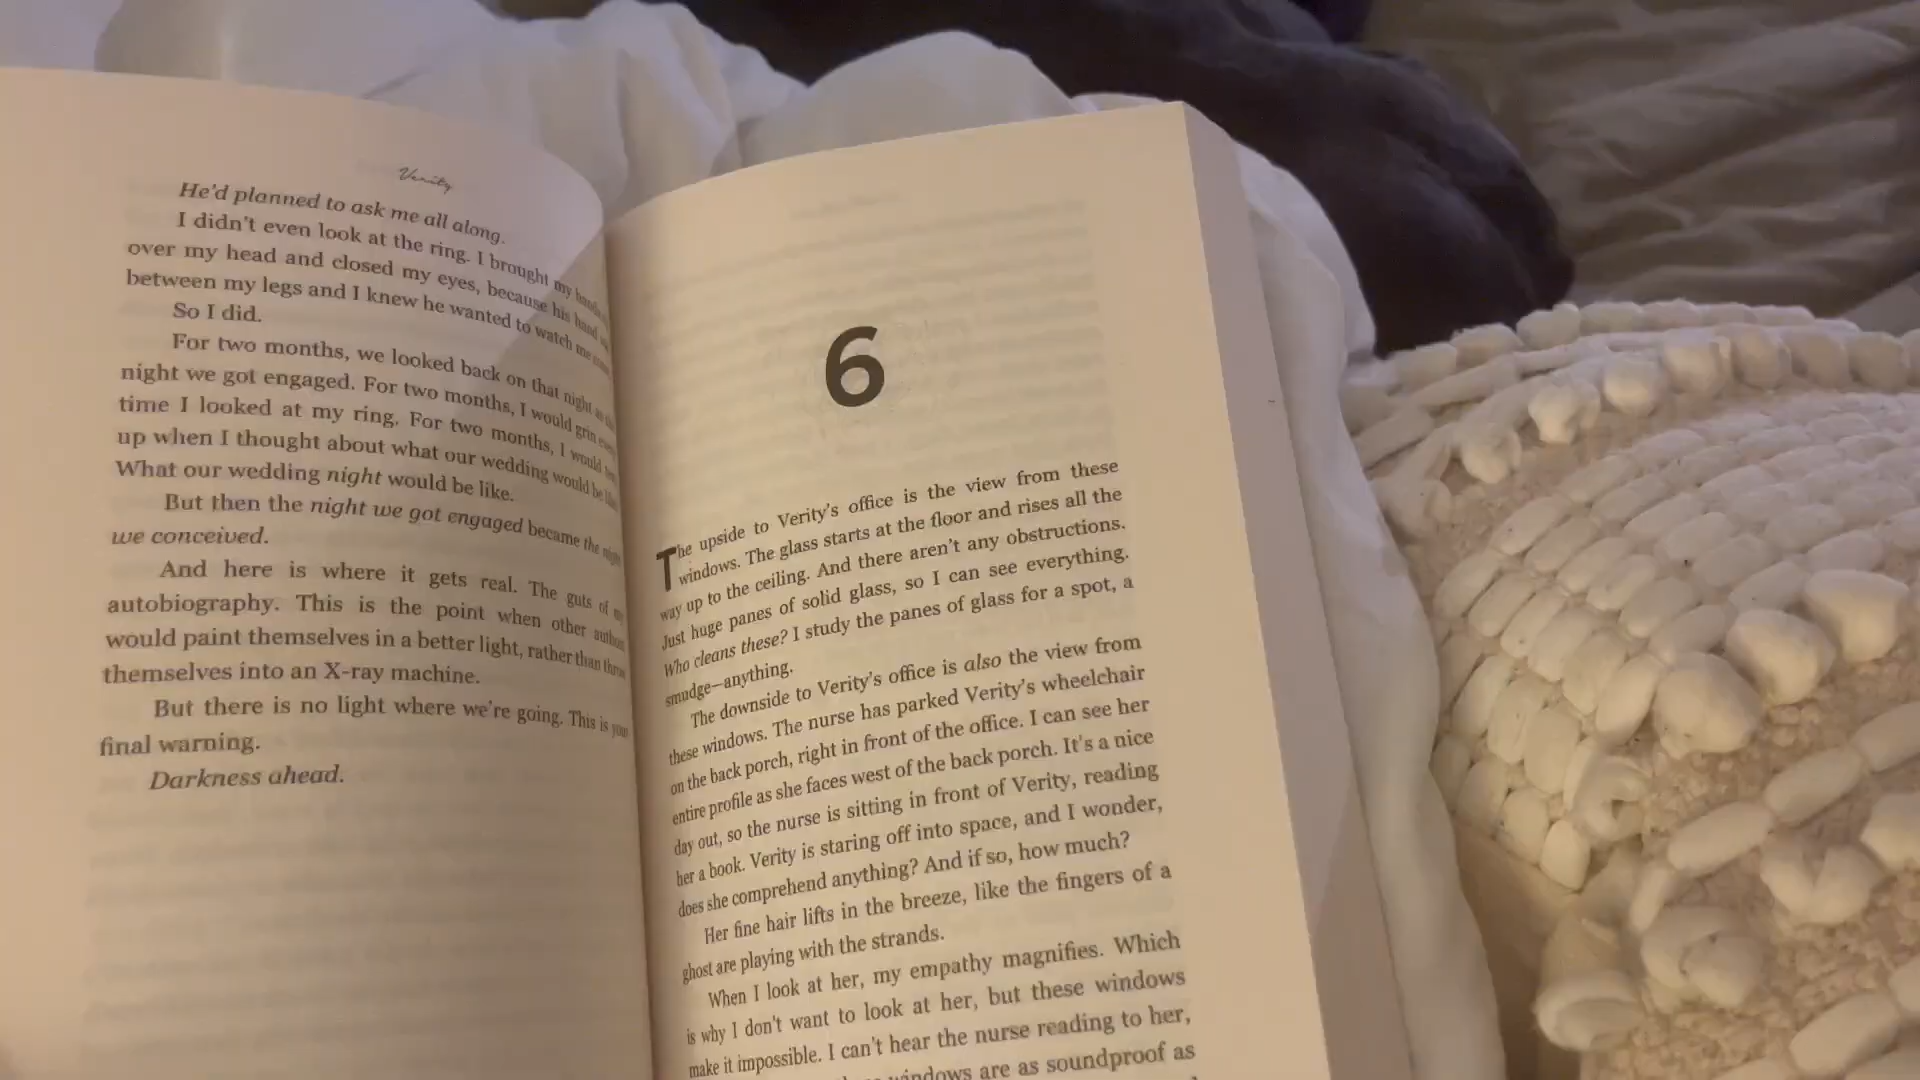 Verity
He'd planned to ask me all along.
I didn't even look at the ring. I brought my
over my head and closed my eyes, because his hand
between my legs and I knew he wanted to watch me
So I did.
For two months, we looked back on that night as
night we got engaged. For two months, I would grin
time I looked at my ring. For two months, I would
up when I thought about what our wedding would be
What our wedding night would be like.
But then the night we got engaged became the
we conceived.
And here is where it gets real. The guts of
autobiography. This is the point when other
would paint themselves in a better light, rather than
themselves into an X-ray machine.
But there is no light where we're going. This is
final warning.
Darkness ahead.
6
The upside to Verity's office is the view from these
windows. The glass starts at the floor and rises all the
way up to the ceiling. And there aren't any obstructions.
Just huge panes of solid glass, so I can see everything.
Who cleans these? I study the panes of glass for a spot, a
smudge—anything.
The downside to Verity's office is also the view from
these windows. The nurse has parked Verity's wheelchair
on the back porch, right in front of the office. I can see her
entire profile as she faces west of the back porch. It's a nice
day out, so the nurse is sitting in front of Verity, reading
her a book. Verity is staring off into space, and I wonder,
does she comprehend anything? And if so, how much?
Her fine hair lifts in the breeze, like the fingers of a
ghost are playing with the strands.
When I look at her, my empathy magnifies. Which
is why I don't want to look at her, but these windows
make it impossible. I can't hear the nurse reading to her,
windows are as soundproof as